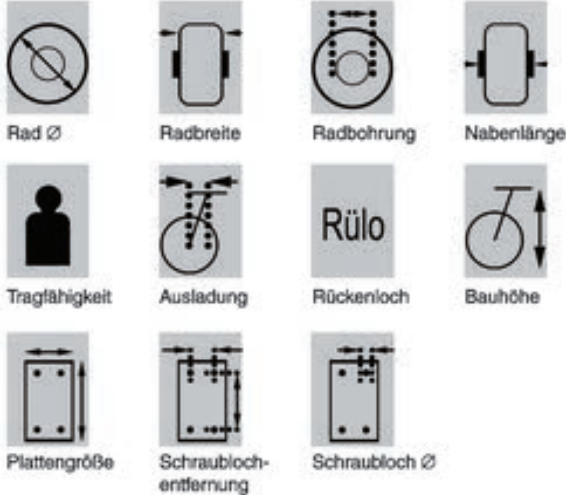 Rad Ø
Radbreite
Radbohrung
Nabenlänge
Rülo
Tragfähigkeit
Ausladung
Rückenloch
Bauhöhe
Plattengröße
Schraubloch-
entfernung
Schraubloch Ø